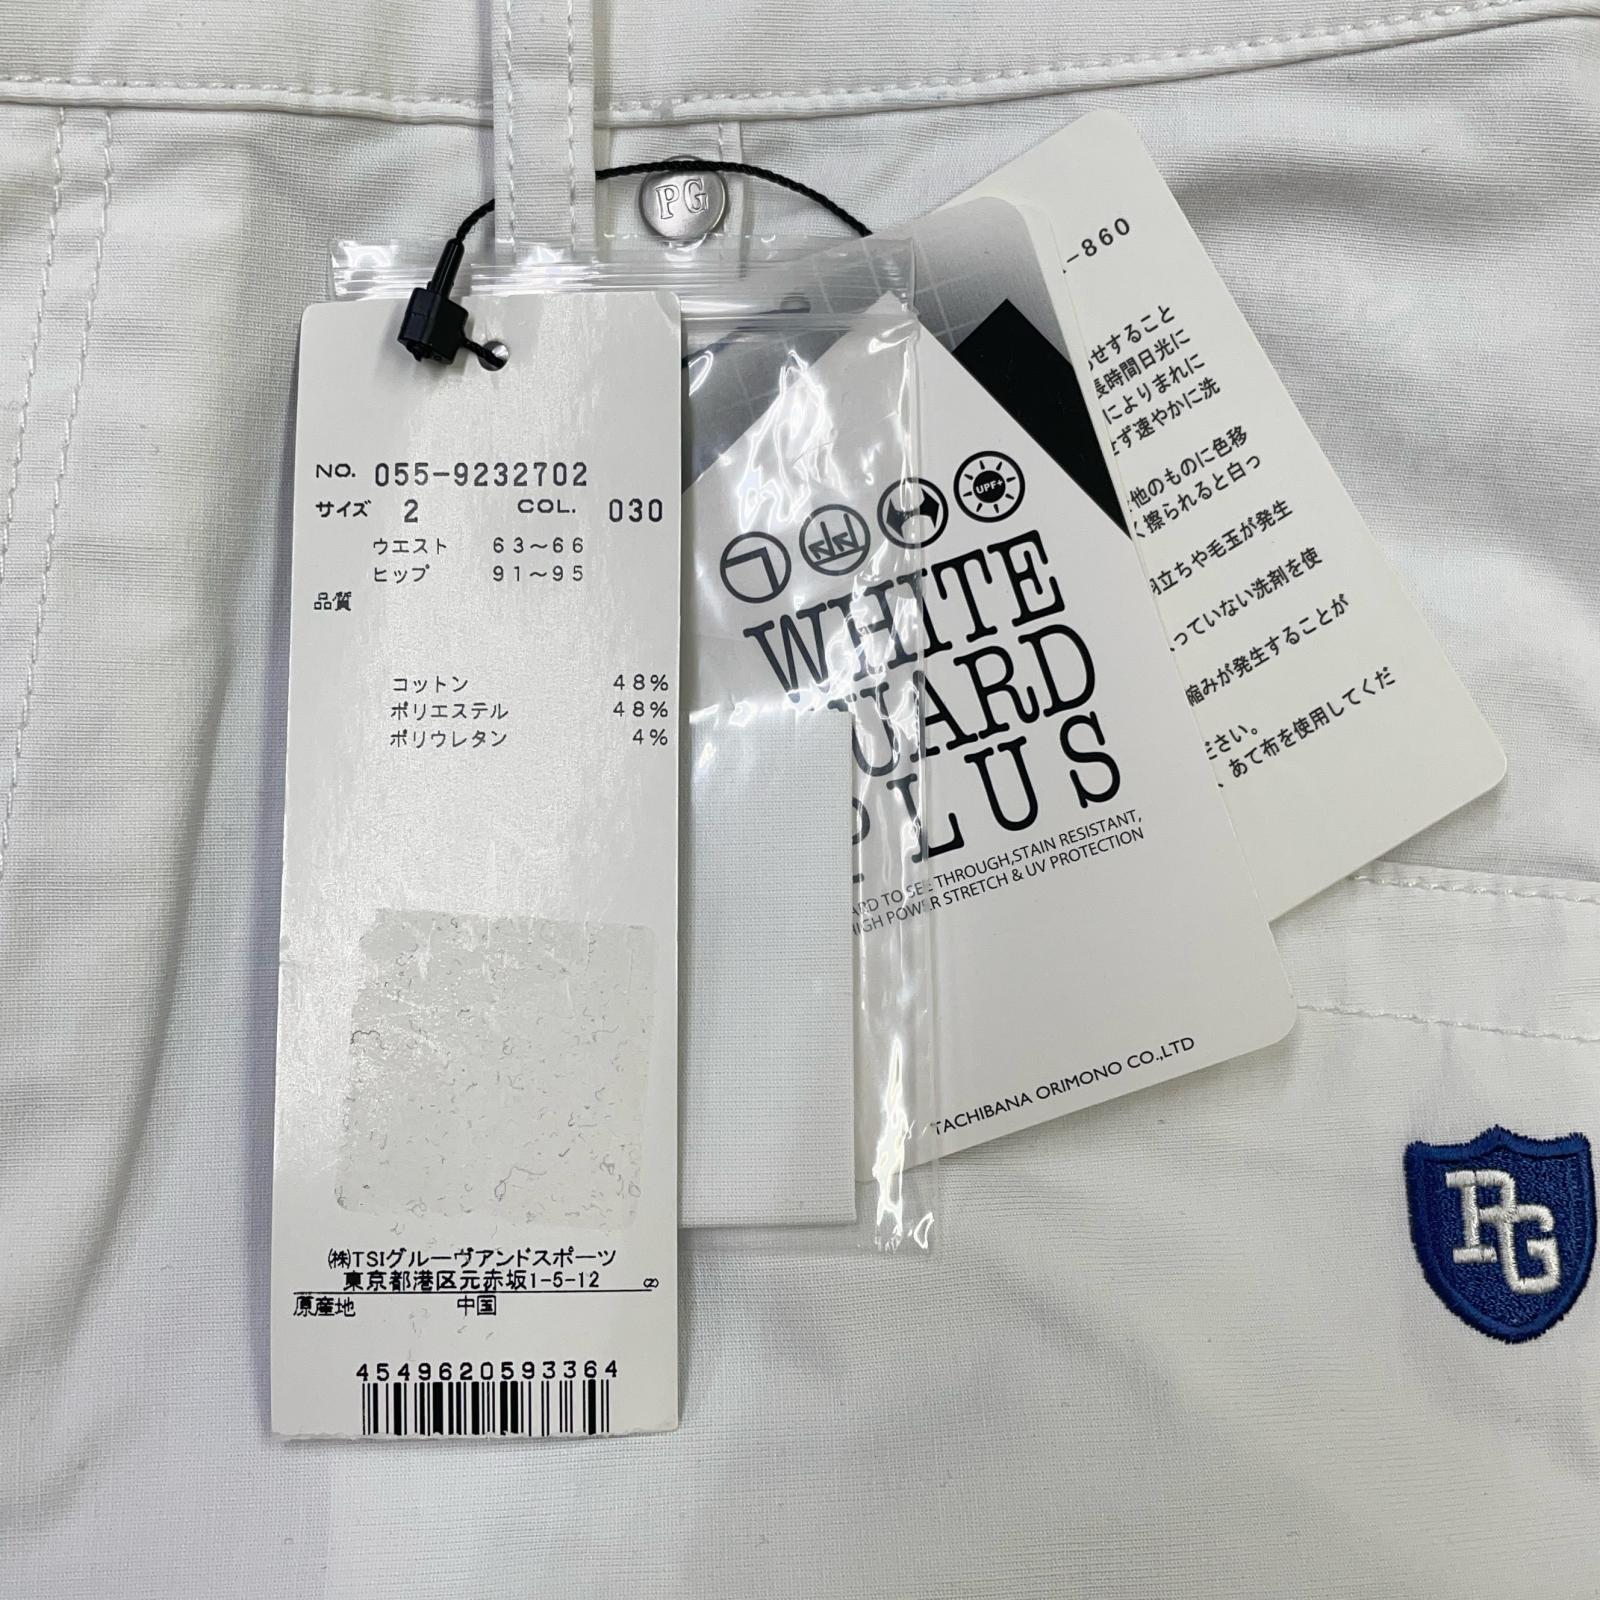 PG
NO. 055-9232702
サイズ 2 COL. 030
ウエスト 63～66
ヒップ 91～95
品質
コットン 48%
ポリエステル 48%
ポリウレタン 4%
㈱TSIグルーヴアンドスポーツ
東京都港区元赤坂1-5-12 ②
原産地 中国
4549620593364
UPF+
WHITE
GUARD
PLUS
HARD TO SEE THROUGH,STAIN RESISTANT,
HIGH POWER STRETCH & UV PROTECTION
TACHIBANA ORIMONO CO.,LTD
-860
せすること
長時間日光に
によりまれに
せず速やかに洗
他のものに色移
く擦られると白っ
羽立ちや毛玉が発生
っていない洗剤を使
縮みが発生することが
ださい。
、あて布を使用してくだ
PG